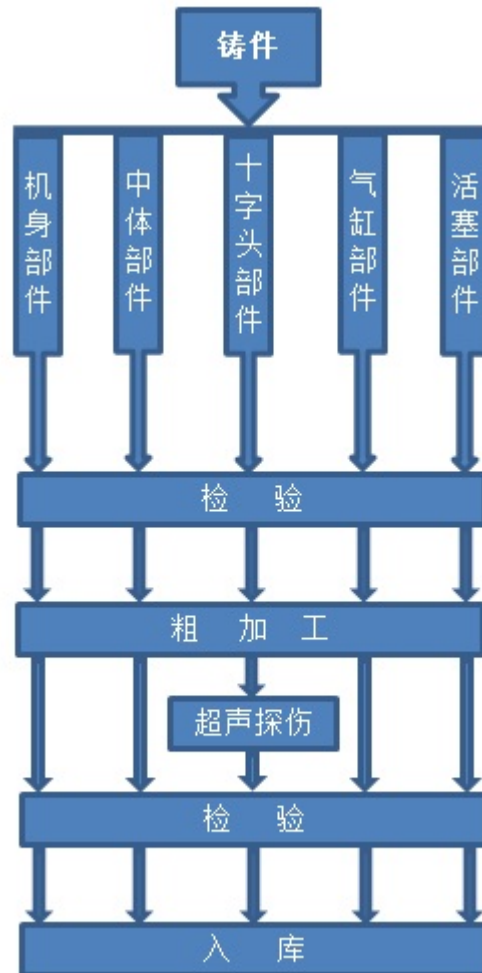 铸件
机身部件
中体部件
十字头部件
气缸部件
活塞部件
检 验
粗 加 工
超声探伤
检 验
入 库